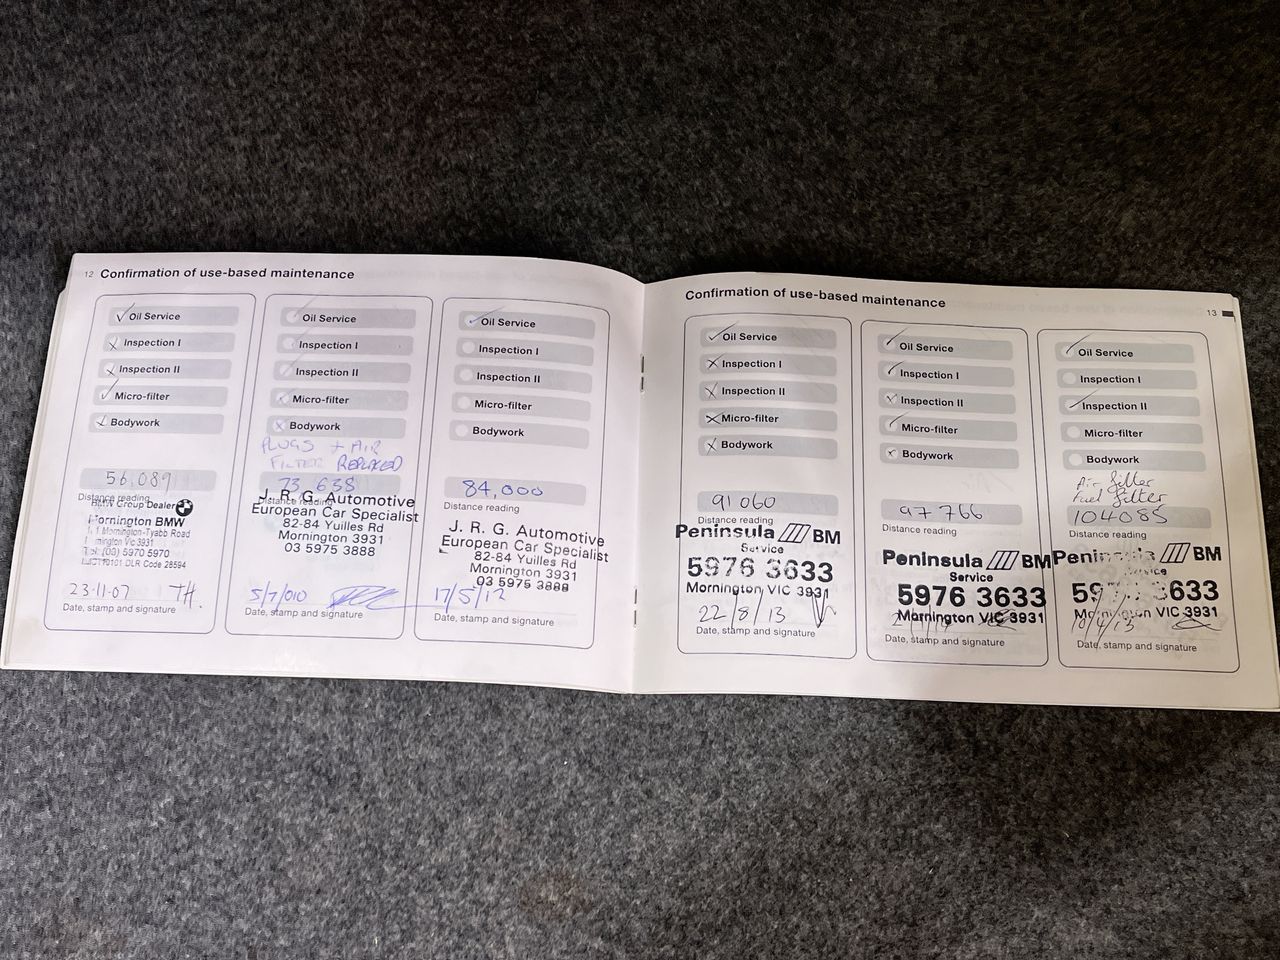 12 Confirmation of use-based maintenance
Oil Service
Inspection I
Inspection II
Micro-filter
Bodywork
56,089
Distance reading
BMW Group Dealer
Mornington BMW
Mornington-Tyabb Road
Vic 3931
(03) 5970 5970
DLR Code 28594
23-11-07 TH.
Date, stamp and signature
Oil Service
Inspection I
Inspection II
Micro-filter
Bodywork
PLUGS + AIR
FILTER REPLACED
73 638
Distance reading
J. R. G. Automotive
European Car Specialist
82-84 Yuilles Rd
Mornington 3931
03 5975 3888
5/7/010
Date, stamp and signature
Oil Service
Inspection I
Inspection II
Micro-filter
Bodywork
84,000
Distance reading
J. R. G. Automotive
European Car Specialist
82-84 Yuilles Rd
Mornington 3931
03 5975 3888
17/5/12
Date, stamp and signature
Confirmation of use-based maintenance 13
Oil Service
Inspection I
Inspection II
Micro-filter
Bodywork
91 060
Distance reading
Peninsula BM
Service
5976 3633
Mornington VIC 3931
22/8/13
Date, stamp and signature
Oil Service
Inspection I
Inspection II
Micro-filter
Bodywork
97766
Distance reading
Peninsula BM
Service
5976 3633
Mornington VIC 3931
Date, stamp and signature
Oil Service
Inspection I
Inspection II
Micro-filter
Bodywork
Air filter
Fuel filter
104085
Distance reading
Peninsula BM
Service
3633
Mornington VIC 3931
Date, stamp and signature